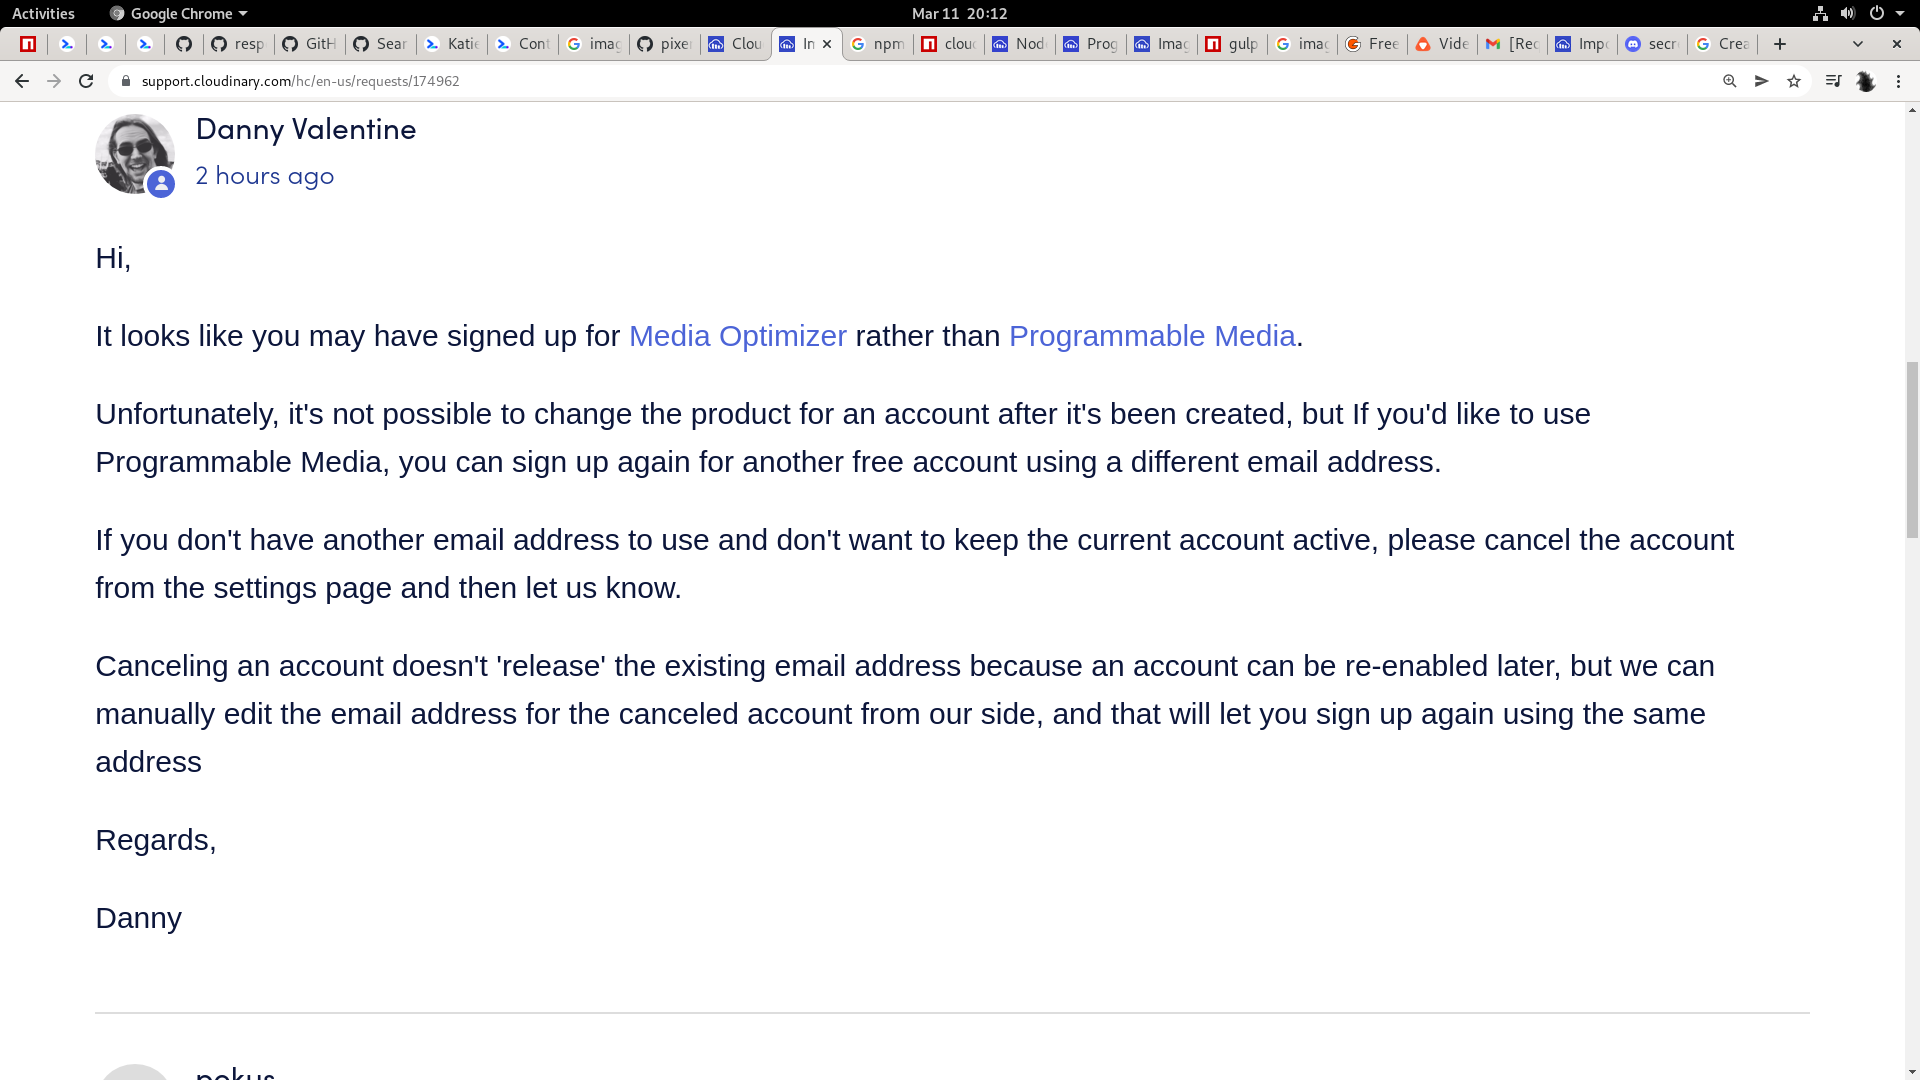 Activities Google Chrome Mar 11 20:12
resp GitH Sear Katie Cont imag pixe Clou In npm clouc Nod Prog Imag gulp imag Free Vide [Rec Impo secr Crea
support.cloudinary.com/hc/en-us/requests/174962
Danny Valentine
2 hours ago
Hi,
It looks like you may have signed up for Media Optimizer rather than Programmable Media.
Unfortunately, it's not possible to change the product for an account after it's been created, but If you'd like to use
Programmable Media, you can sign up again for another free account using a different email address.
If you don't have another email address to use and don't want to keep the current account active, please cancel the account
from the settings page and then let us know.
Canceling an account doesn't 'release' the existing email address because an account can be re-enabled later, but we can
manually edit the email address for the canceled account from our side, and that will let you sign up again using the same
address
Regards,
Danny
pokus